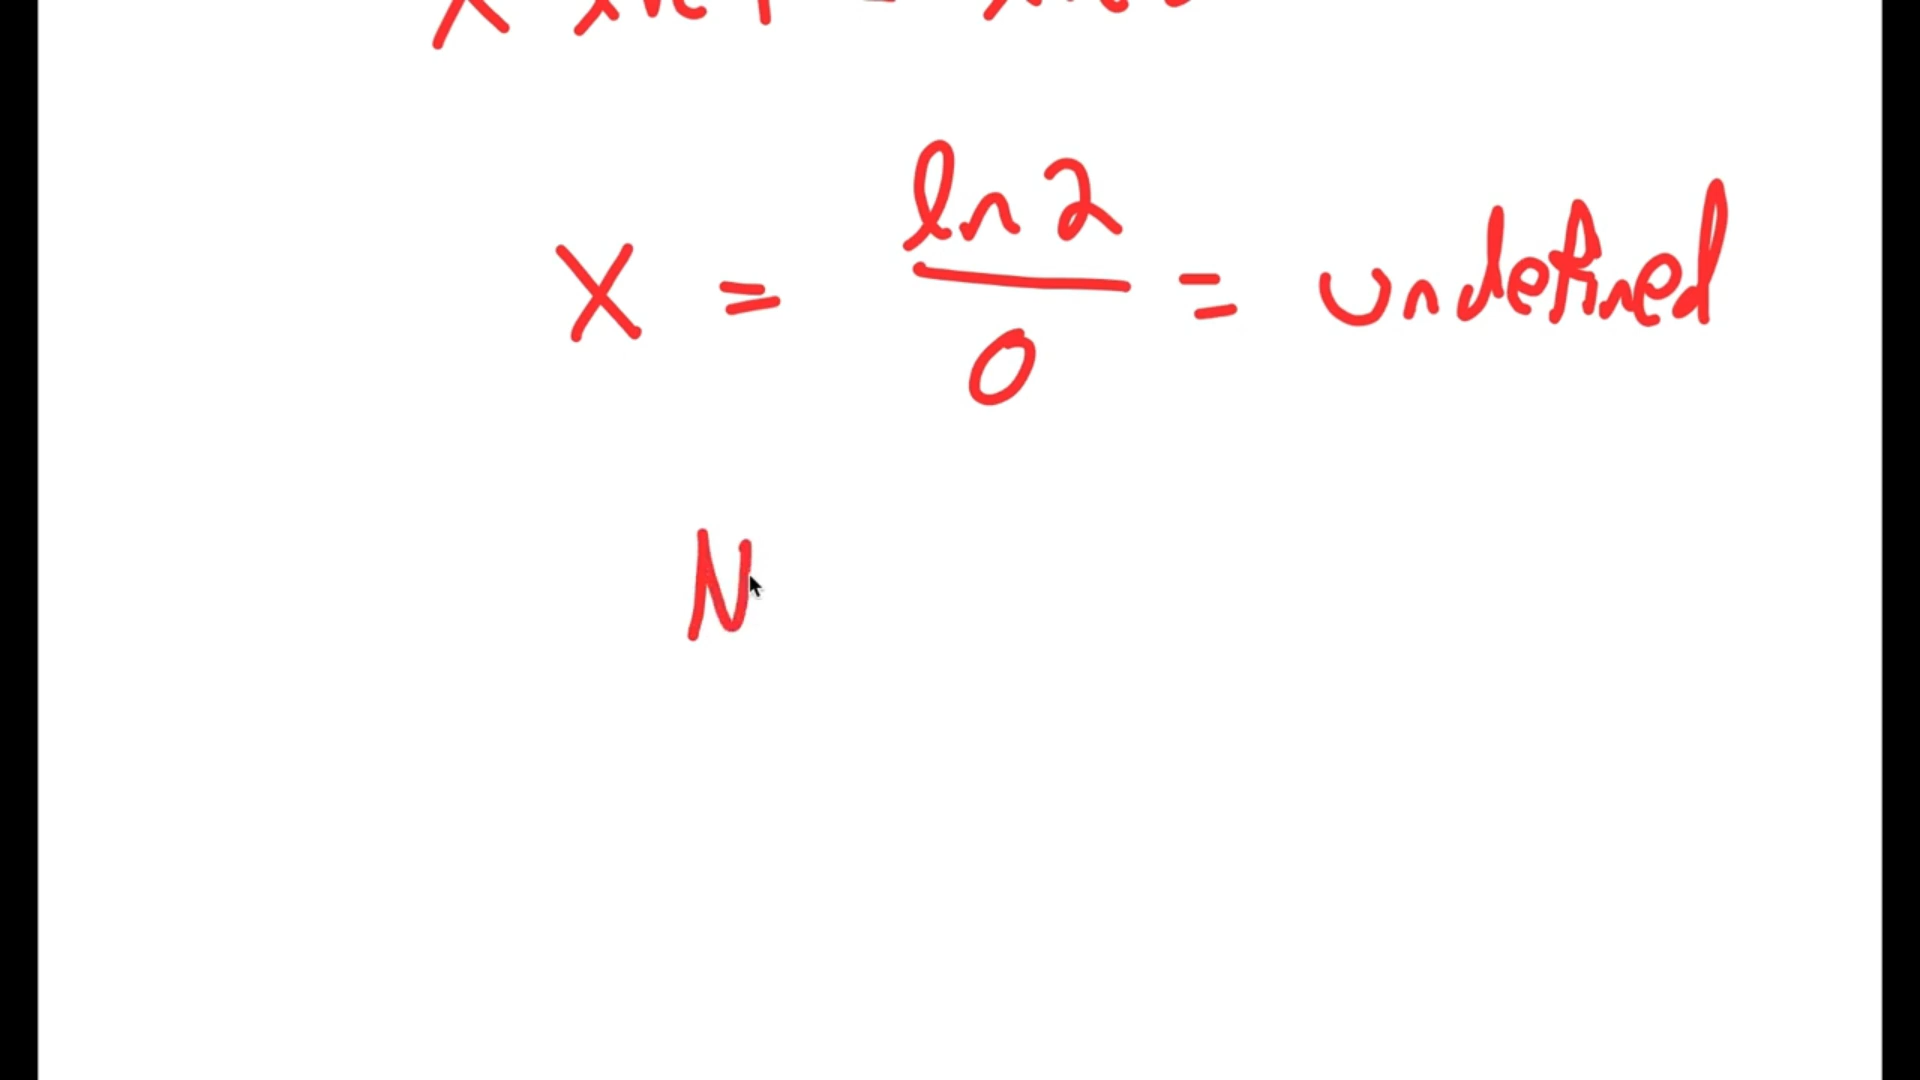 x = ln 2 / 0 = undefined
N